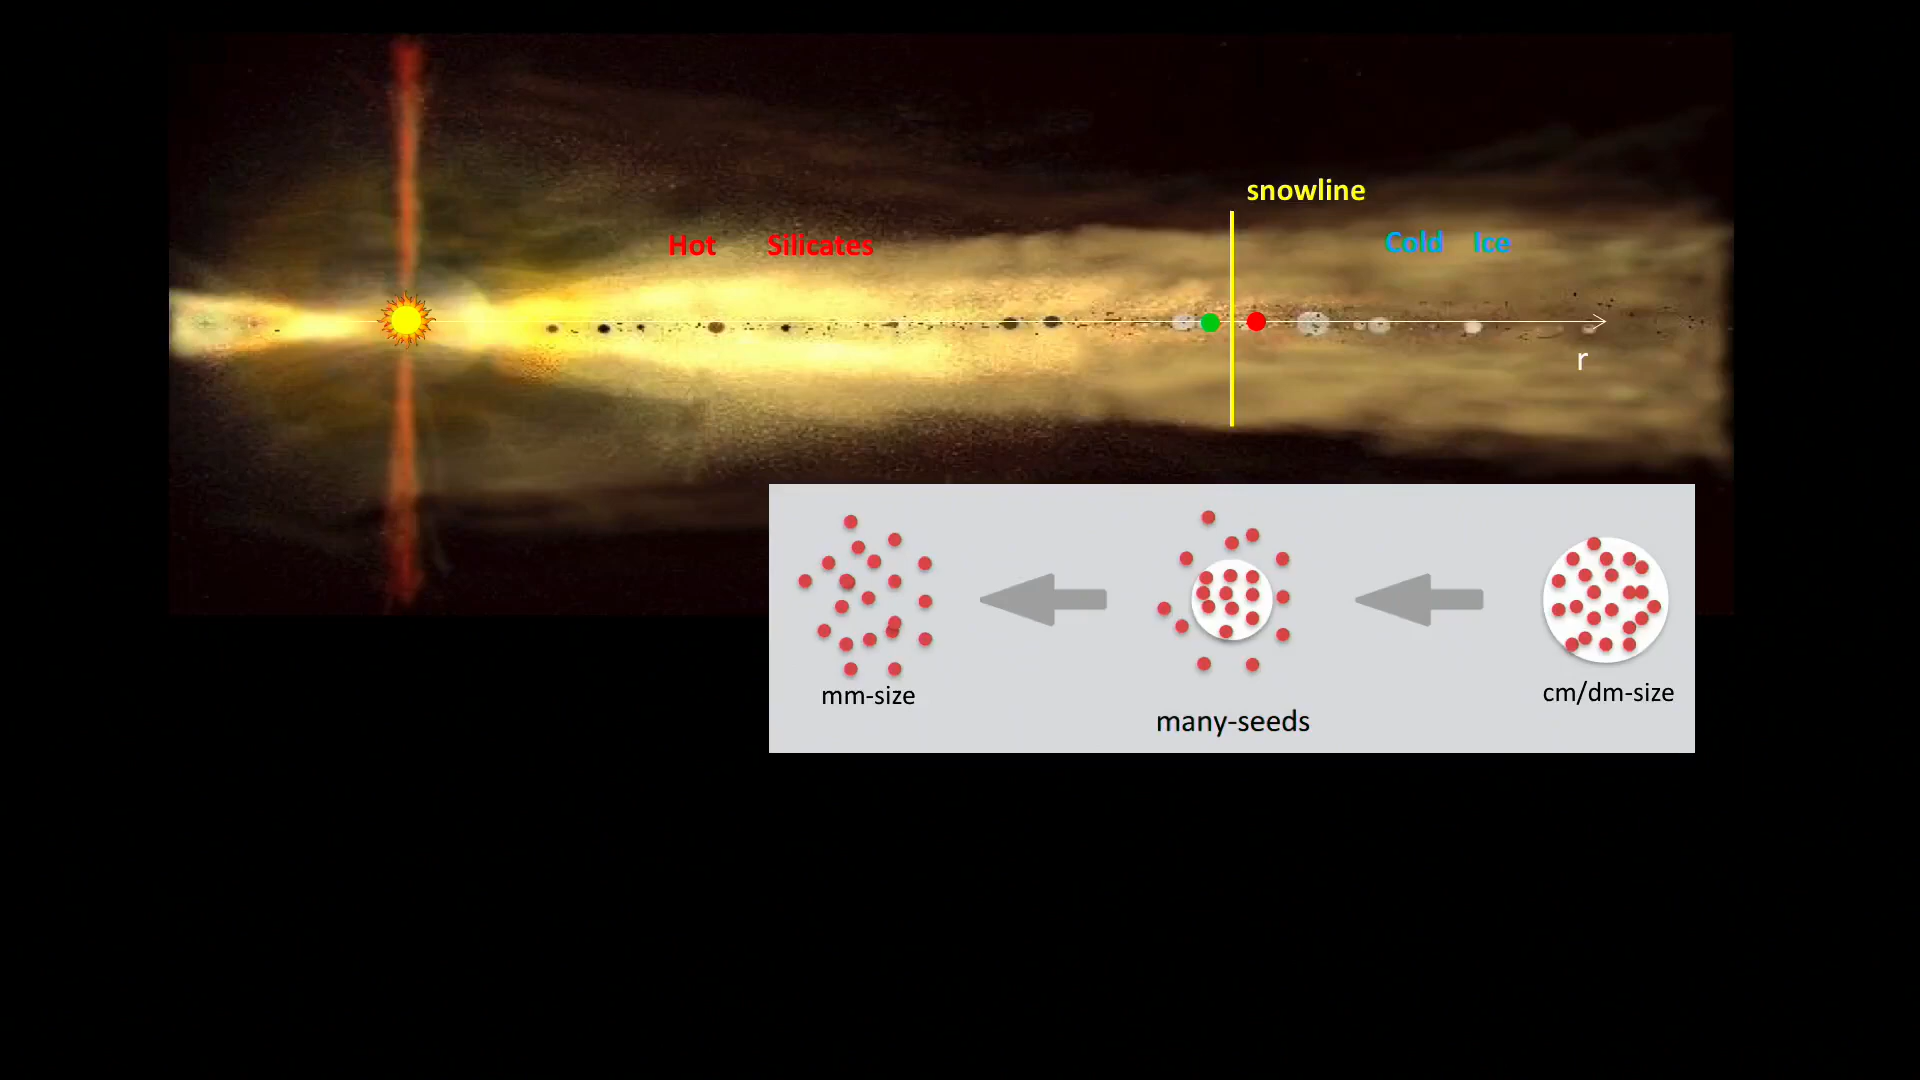 snowline
Hot Silicates
Cold Ice
r
mm-size
many-seeds
cm/dm-size